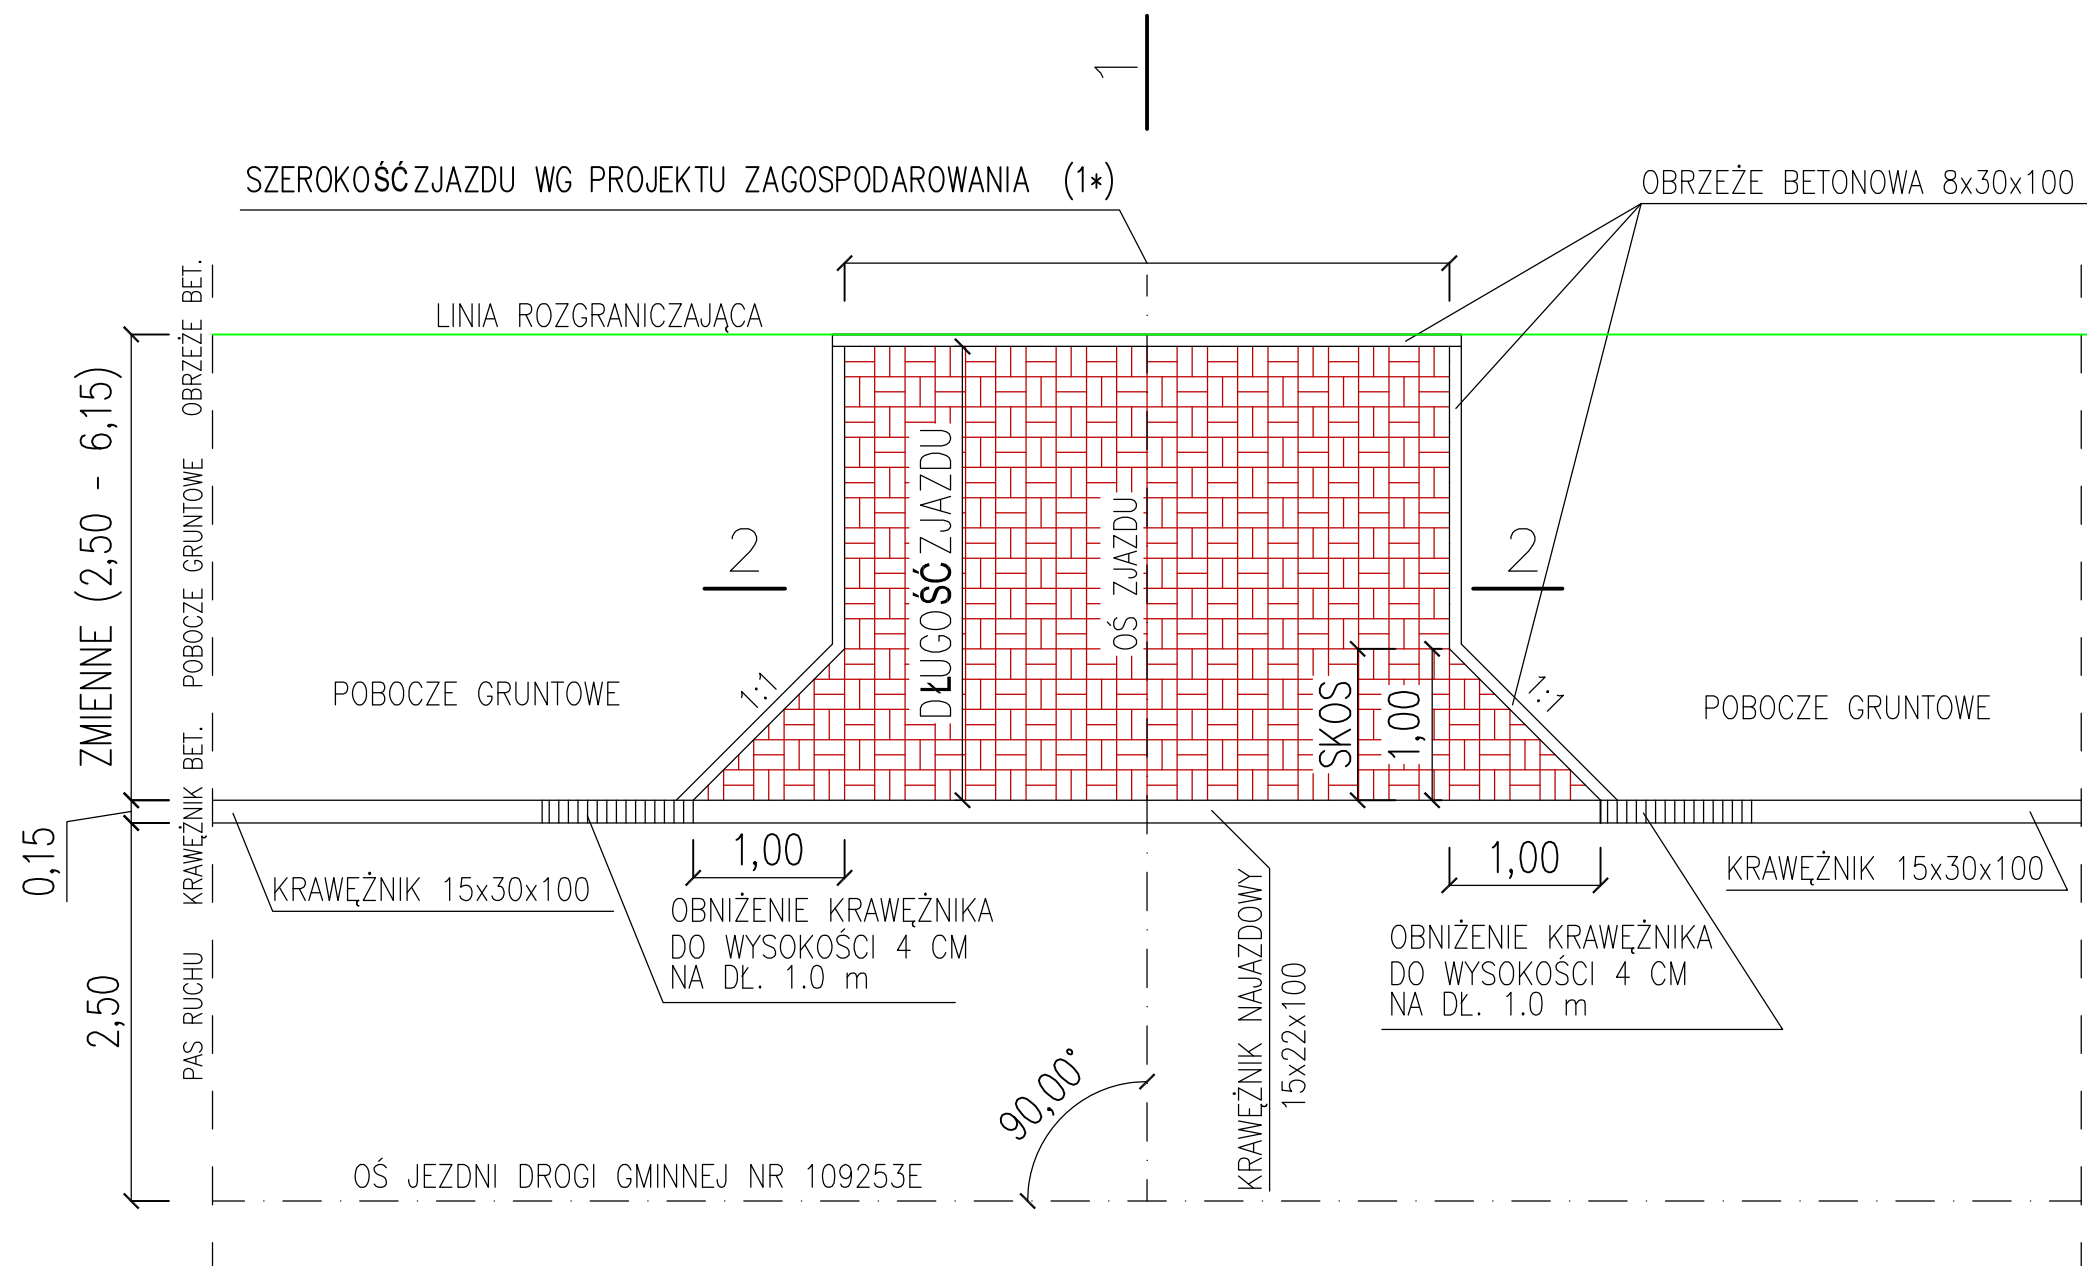 1
SZEROKOŚĆ ZJAZDU WG PROJEKTU ZAGOSPODAROWANIA (1*)
OBRZEŻE BETONOWA 8x30x100
LINIA ROZGRANICZAJĄCA
ZMIENNE (2,50 - 6,15)
OBRZEŻE BET.
POBOCZE GRUNTOWE
KRAWĘŻNIK BET.
PAS RUCHU
0,15
2,50
2
2
DŁUGOŚĆ ZJAZDU
OŚ ZJAZDU
SKOS
1,00
1:1
1:1
POBOCZE GRUNTOWE
POBOCZE GRUNTOWE
1,00
1,00
KRAWĘŻNIK 15x30x100
KRAWĘŻNIK 15x30x100
OBNIŻENIE KRAWĘŻNIKA
DO WYSOKOŚCI 4 CM
NA DŁ. 1.0 m
KRAWĘŻNIK NAJAZDOWY
15x22x100
OBNIŻENIE KRAWĘŻNIKA
DO WYSOKOŚCI 4 CM
NA DŁ. 1.0 m
90,00°
OŚ JEZDNI DROGI GMINNEJ NR 109253E